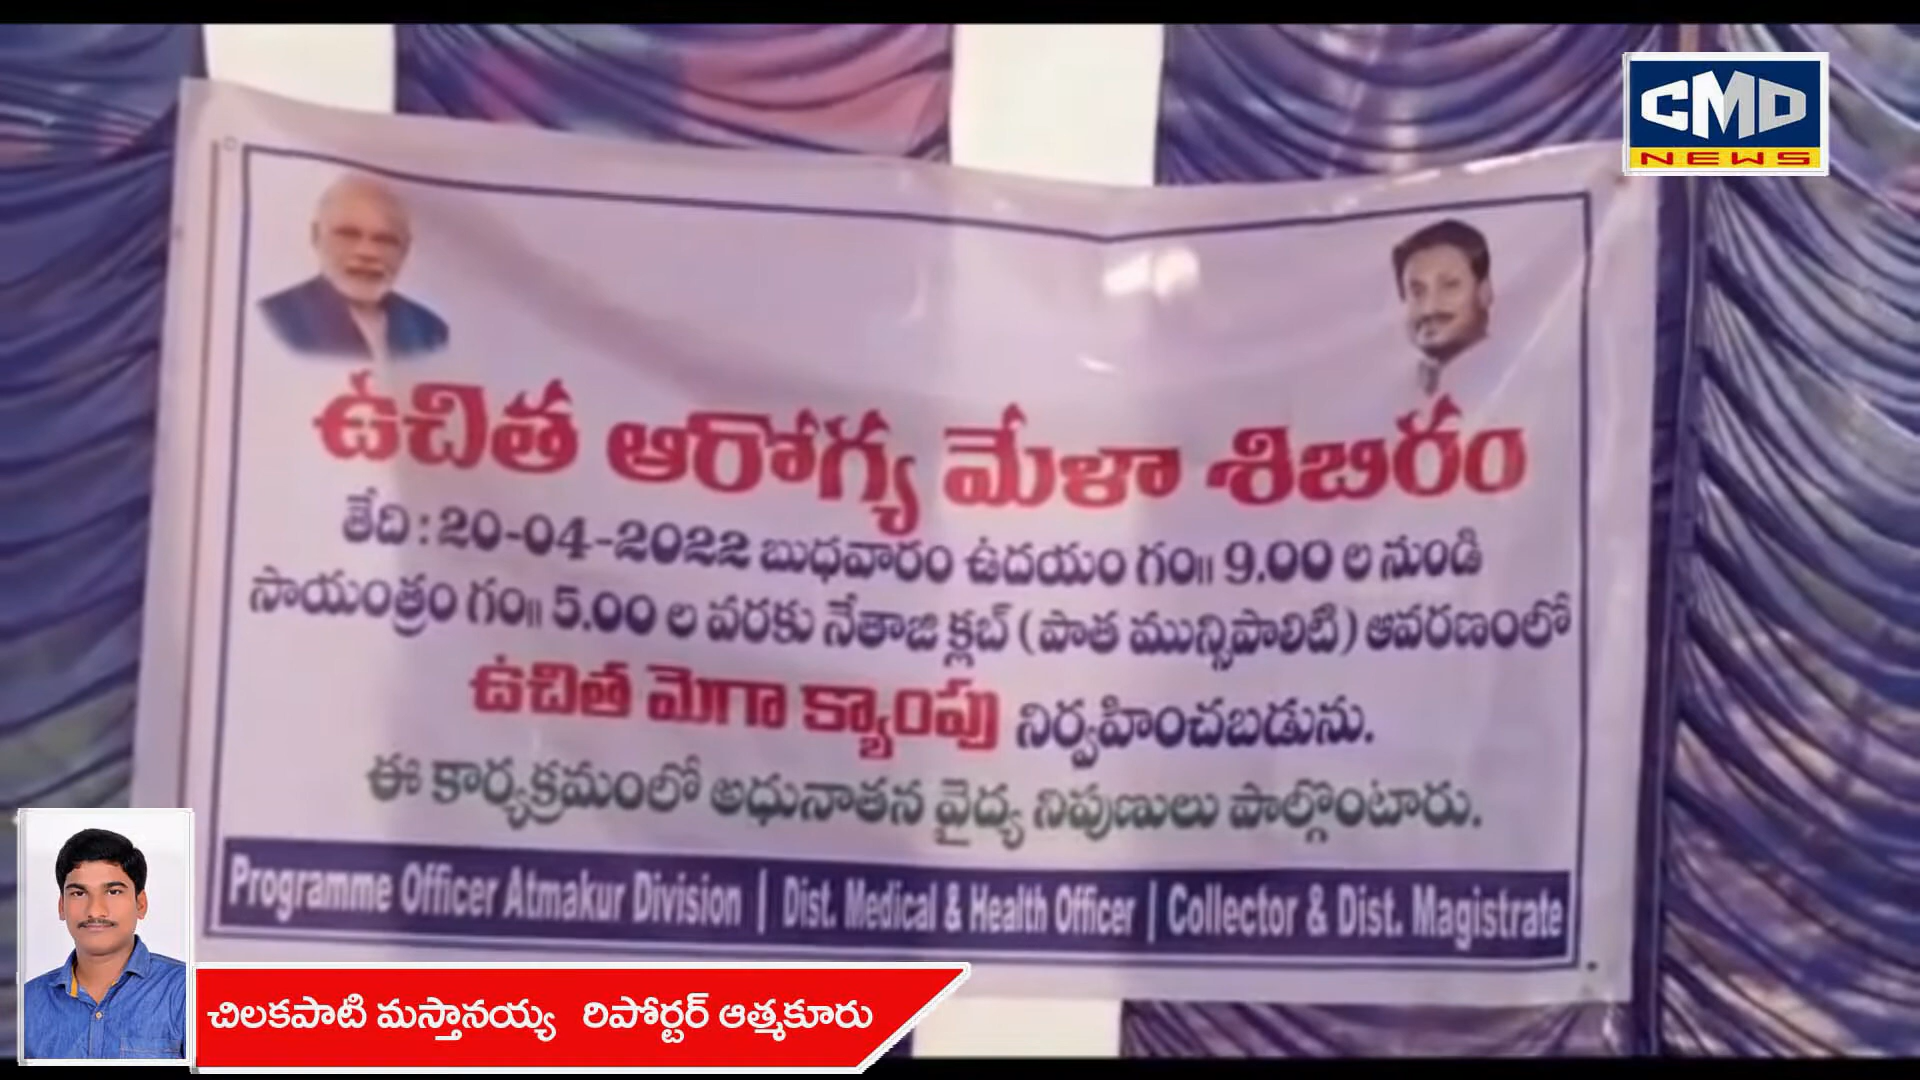 CMD
NEWS
ఉచిత ఆరోగ్య మేళా శిబిరం
తేది : 20-04-2022 బుధవారం ఉదయం గం॥ 9.00 ల నుండి
సాయంత్రం గం॥ 5.00 ల వరకు నేతాజి క్లబ్ (పాత మున్సిపాలిటి) ఆవరణంలో
ఉచిత మెగా క్యాంపు నిర్వహించబడును.
ఈ కార్యక్రమంలో అధునాతన వైద్య నిపుణులు పాల్గొంటారు.
Programme Officer Atmakur Division | Dist. Medical & Health Officer | Collector & Dist. Magistrate
చిలకపాటి మస్తానయ్య రిపోర్టర్ ఆత్మకూరు